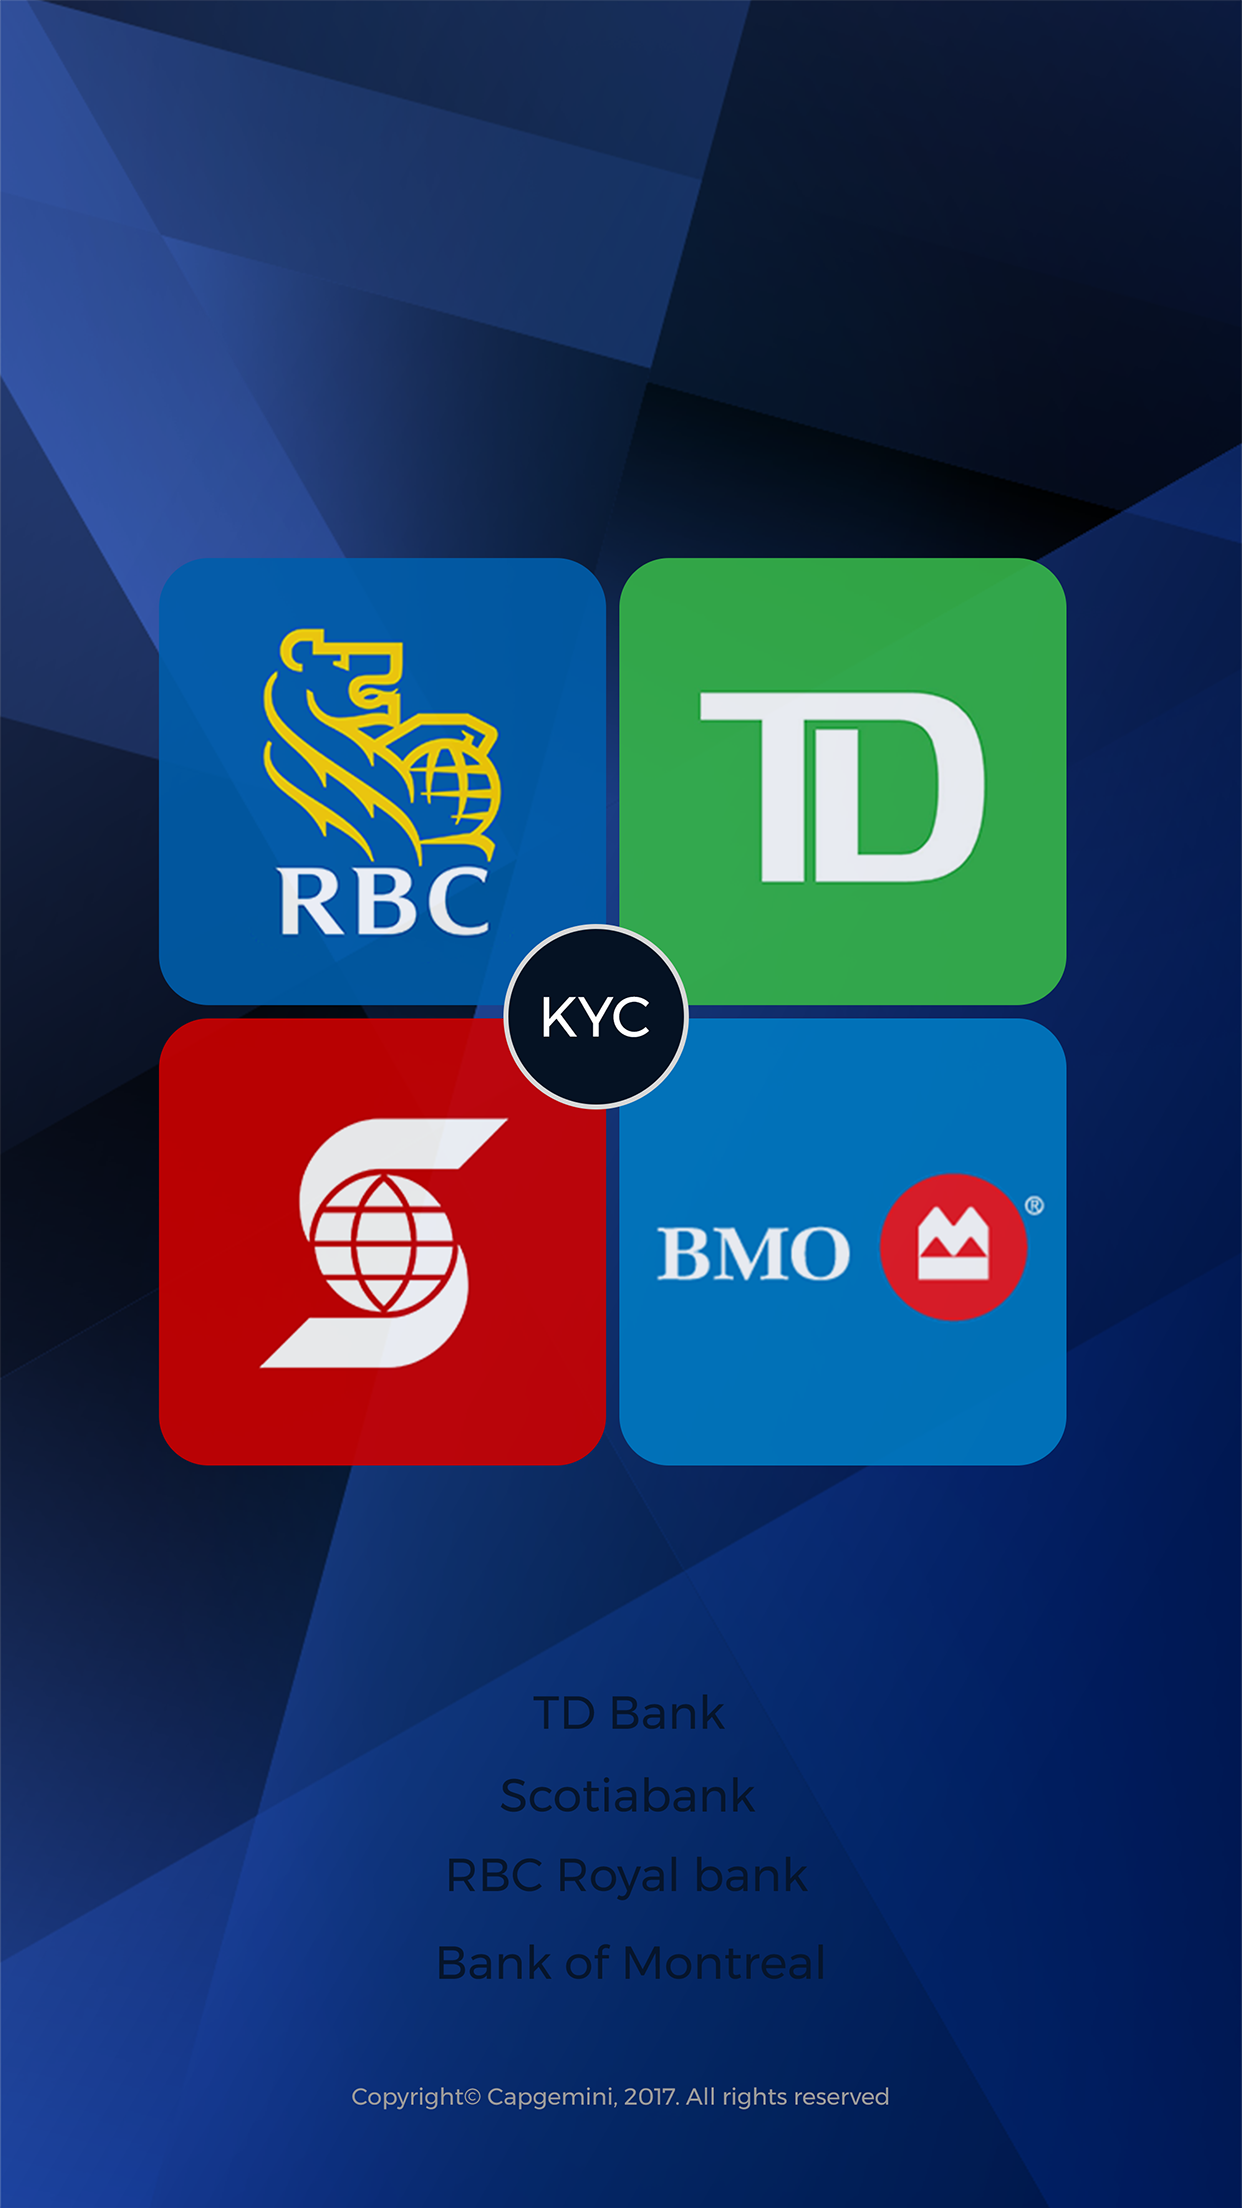 RBC
TD
KYC
BMO ®
TD Bank
Scotiabank
RBC Royal bank
Bank of Montreal
Copyright© Capgemini, 2017. All rights reserved